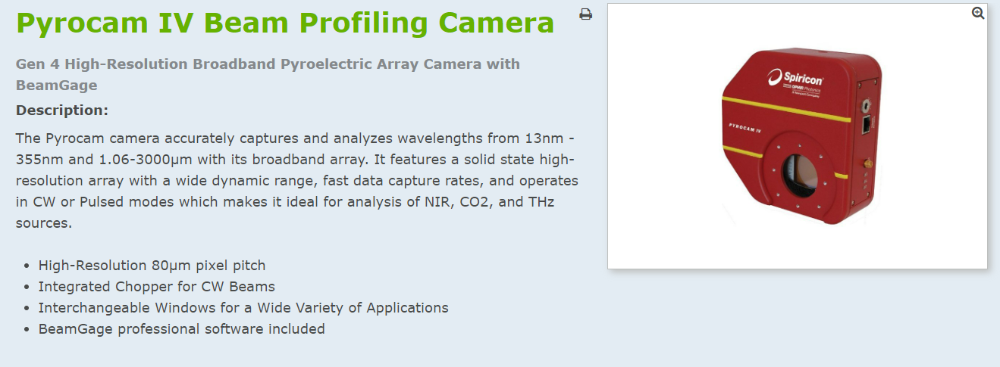 Pyrocam IV Beam Profiling Camera
Gen 4 High-Resolution Broadband Pyroelectric Array Camera with
BeamGage
Description:
The Pyrocam camera accurately captures and analyzes wavelengths from 13nm -
355nm and 1.06-3000μm with its broadband array. It features a solid state high-
resolution array with a wide dynamic range, fast data capture rates, and operates
in CW or Pulsed modes which makes it ideal for analysis of NIR, CO2, and THz
sources.
• High-Resolution 80μm pixel pitch
• Integrated Chopper for CW Beams
• Interchangeable Windows for a Wide Variety of Applications
• BeamGage professional software included
Spiricon
OPHIR Photonics
A Newport Company
PYROCAM IV